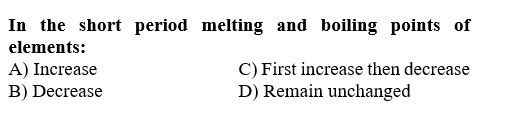 In the short period melting and boiling points of
elements:
A) Increase C) First increase then decrease
B) Decrease D) Remain unchanged